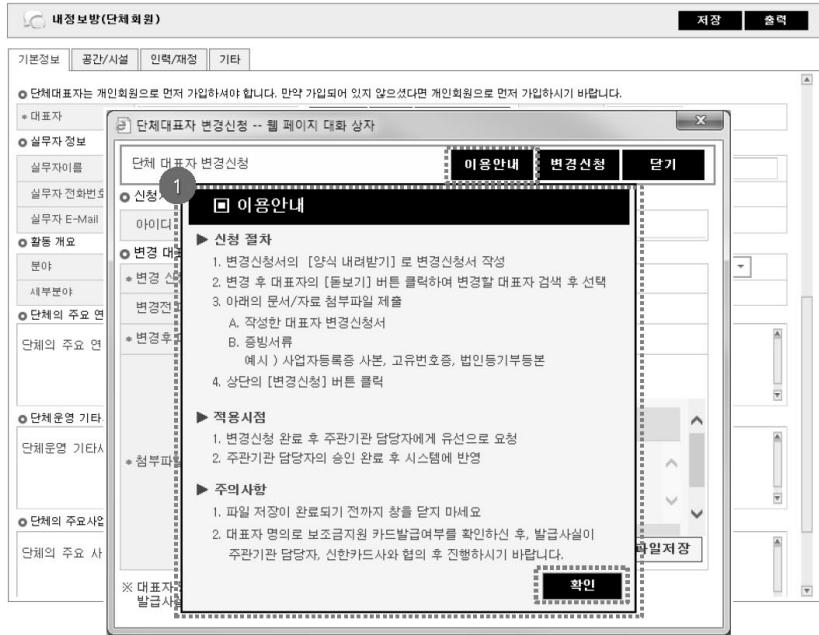 내정보방(단체회원)
저장 출력
기본정보 공간/시설 인력/재정 기타
단체대표자는 개인회원으로 먼저 가입하셔야 합니다. 만약 가입되어 있지 않으셨다면 개인회원으로 먼저 가입하시기 바랍니다.
대표자
단체대표자 변경신청 -- 웹 페이지 대화 상자
실무자 정보
실무자이름
실무자 전화번호
실무자 E-Mail
활동 개요
분야
세부분야
단체의 주요 연
단체의 주요 연
단체운영 기타
단체운영 기타
단체의 주요사업
단체의 주요 사
단체 대표자 변경신청
이용안내 변경신청 닫기
1
신청
아이디
변경 대표
변경 신
변경전
변경후
첨부파일
파일저장
※ 대표자
발급사
이용안내
▶ 신청 절차
1. 변경신청서의 [양식 내려받기] 로 변경신청서 작성
2. 변경 후 대표자의 [돋보기] 버튼 클릭하여 변경할 대표자 검색 후 선택
3. 아래의 문서/자료 첨부파일 제출
A. 작성한 대표자 변경신청서
B. 증빙서류
예시 ) 사업자등록증 사본, 고유번호증, 법인등기부등본
4. 상단의 [변경신청] 버튼 클릭
▶ 적용시점
1. 변경신청 완료 후 주관기관 담당자에게 유선으로 요청
2. 주관기관 담당자의 승인 완료 후 시스템에 반영
▶ 주의사항
1. 파일 저장이 완료되기 전까지 창을 닫지 마세요
2. 대표자 명의로 보조금지원 카드발급여부를 확인하신 후, 발급사실이
주관기관 담당자, 신한카드사와 협의 후 진행하시기 바랍니다.
확인